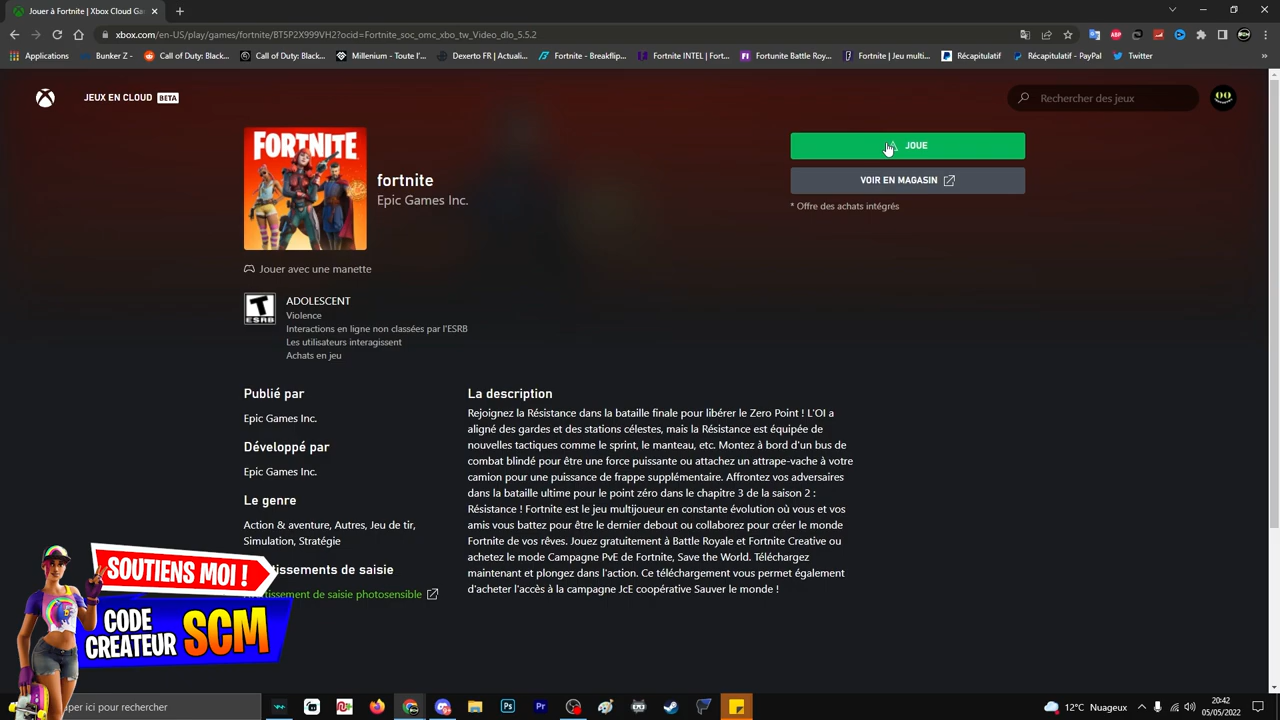 Jouer à Fortnite | Xbox Cloud Ga
xbox.com/en-US/play/games/fortnite/BT5P2X999VH2?ocid=Fortnite_soc_omc_xbo_tw_Video_dlo_5.5.2
Applications
Bunker Z -
Call of Duty: Black...
Call of Duty: Black...
Millenium - Toute l...
Dexerto FR | Actuali...
Fortnite - Breakflip...
Fortnite INTEL | Fort...
Fortunite Battle Roy...
Fortnite | Jeu multi...
Récapitulatif
Récapitulatif - PayPal
Twitter
JEUX EN CLOUD BETA
Rechercher des jeux
FORTNITE
fortnite
Epic Games Inc.
JOUE
VOIR EN MAGASIN
* Offre des achats intégrés
Jouer avec une manette
T
ESRB
ADOLESCENT
Violence
Interactions en ligne non classées par l'ESRB
Les utilisateurs interagissent
Achats en jeu
Publié par
Epic Games Inc.
Développé par
Epic Games Inc.
Le genre
Action & aventure, Autres, Jeu de tir,
Simulation, Stratégie
tissements de saisie
tissement de saisie photosensible
La description
Rejoignez la Résistance dans la bataille finale pour libérer le Zero Point ! L'OI a
aligné des gardes et des stations célestes, mais la Résistance est équipée de
nouvelles tactiques comme le sprint, le manteau, etc. Montez à bord d'un bus de
combat blindé pour être une force puissante ou attachez un attrape-vache à votre
camion pour une puissance de frappe supplémentaire. Affrontez vos adversaires
dans la bataille ultime pour le point zéro dans le chapitre 3 de la saison 2 :
Résistance ! Fortnite est le jeu multijoueur en constante évolution où vous et vos
amis vous battez pour être le dernier debout ou collaborez pour créer le monde
Fortnite de vos rêves. Jouez gratuitement à Battle Royale et Fortnite Creative ou
achetez le mode Campagne PvE de Fortnite, Save the World. Téléchargez
maintenant et plongez dans l'action. Ce téléchargement vous permet également
d'acheter l'accès à la campagne JcE coopérative Sauver le monde !
SOUTIENS MOI !
CODE
CREATEUR SCM
per ici pour rechercher
12°C Nuageux
20:42
05/05/2022